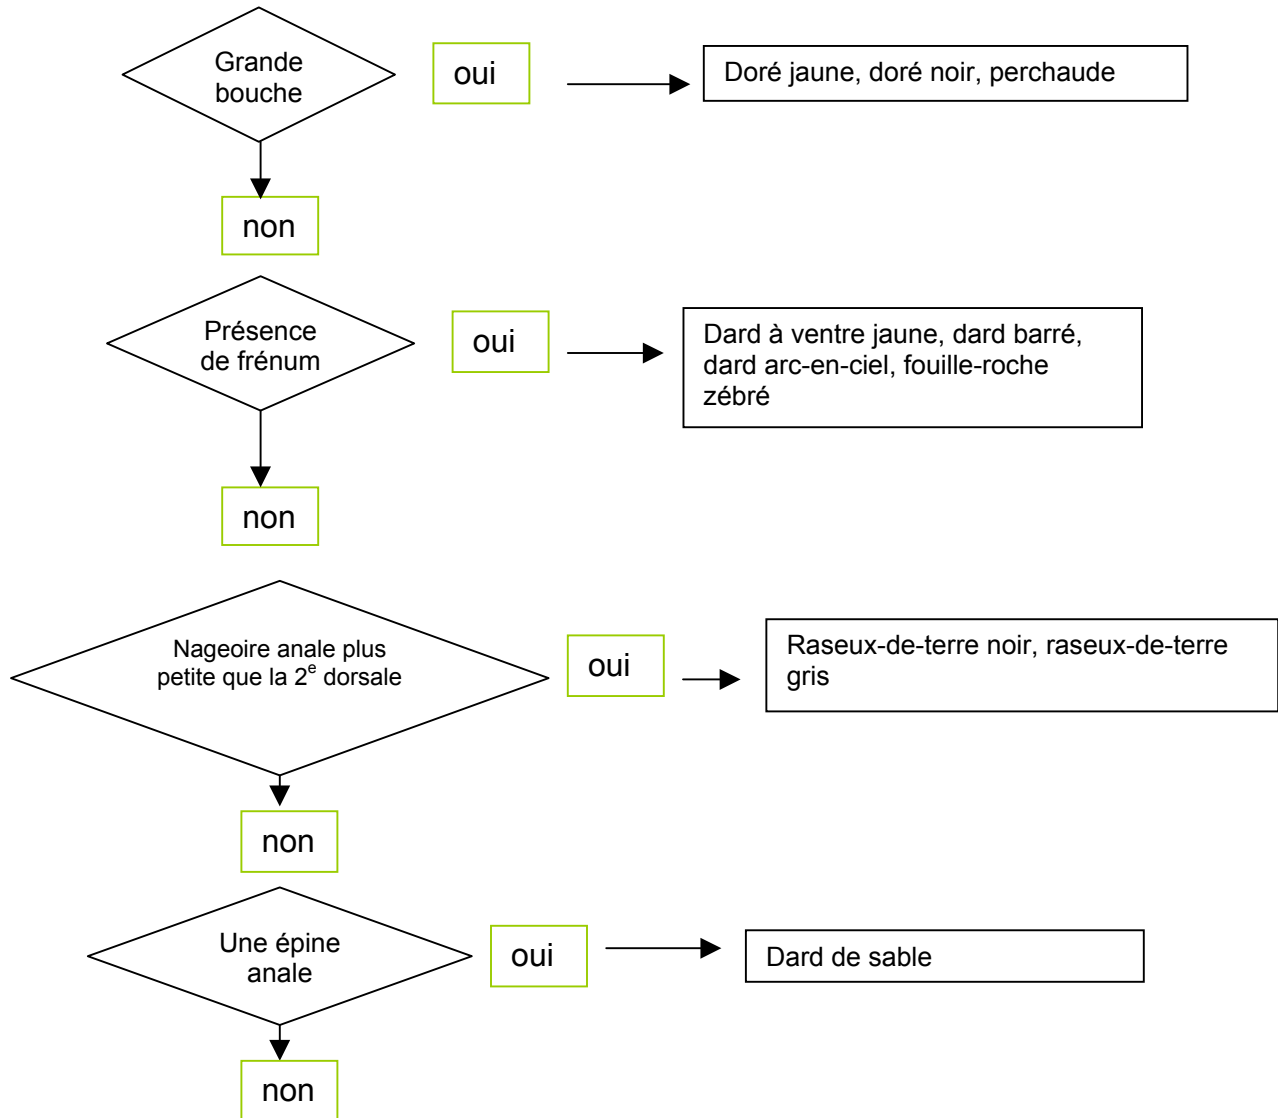 Grande
bouche
oui
Doré jaune, doré noir, perchaude
non
Présence
de frénum
oui
Dard à ventre jaune, dard barré,
dard arc-en-ciel, fouille-roche
zébré
non
Nageoire anale plus
petite que la 2e dorsale
oui
Raseux-de-terre noir, raseux-de-terre
gris
non
Une épine
anale
oui
Dard de sable
non